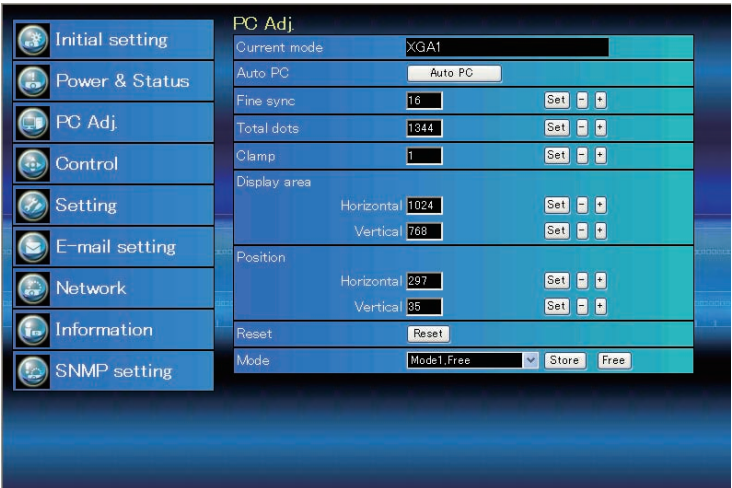 Initial setting
Power & Status
PC Adj.
Control
Setting
E-mail setting
Network
Information
SNMP setting
PC Adj.
Current mode XGA1
Auto PC Auto PC
Fine sync 16 Set - +
Total dots 1344 Set - +
Clamp 1 Set - +
Display area
Horizontal 1024 Set - +
Vertical 768 Set - +
Position
Horizontal 297 Set - +
Vertical 35 Set - +
Reset Reset
Mode Mode1,Free Store Free